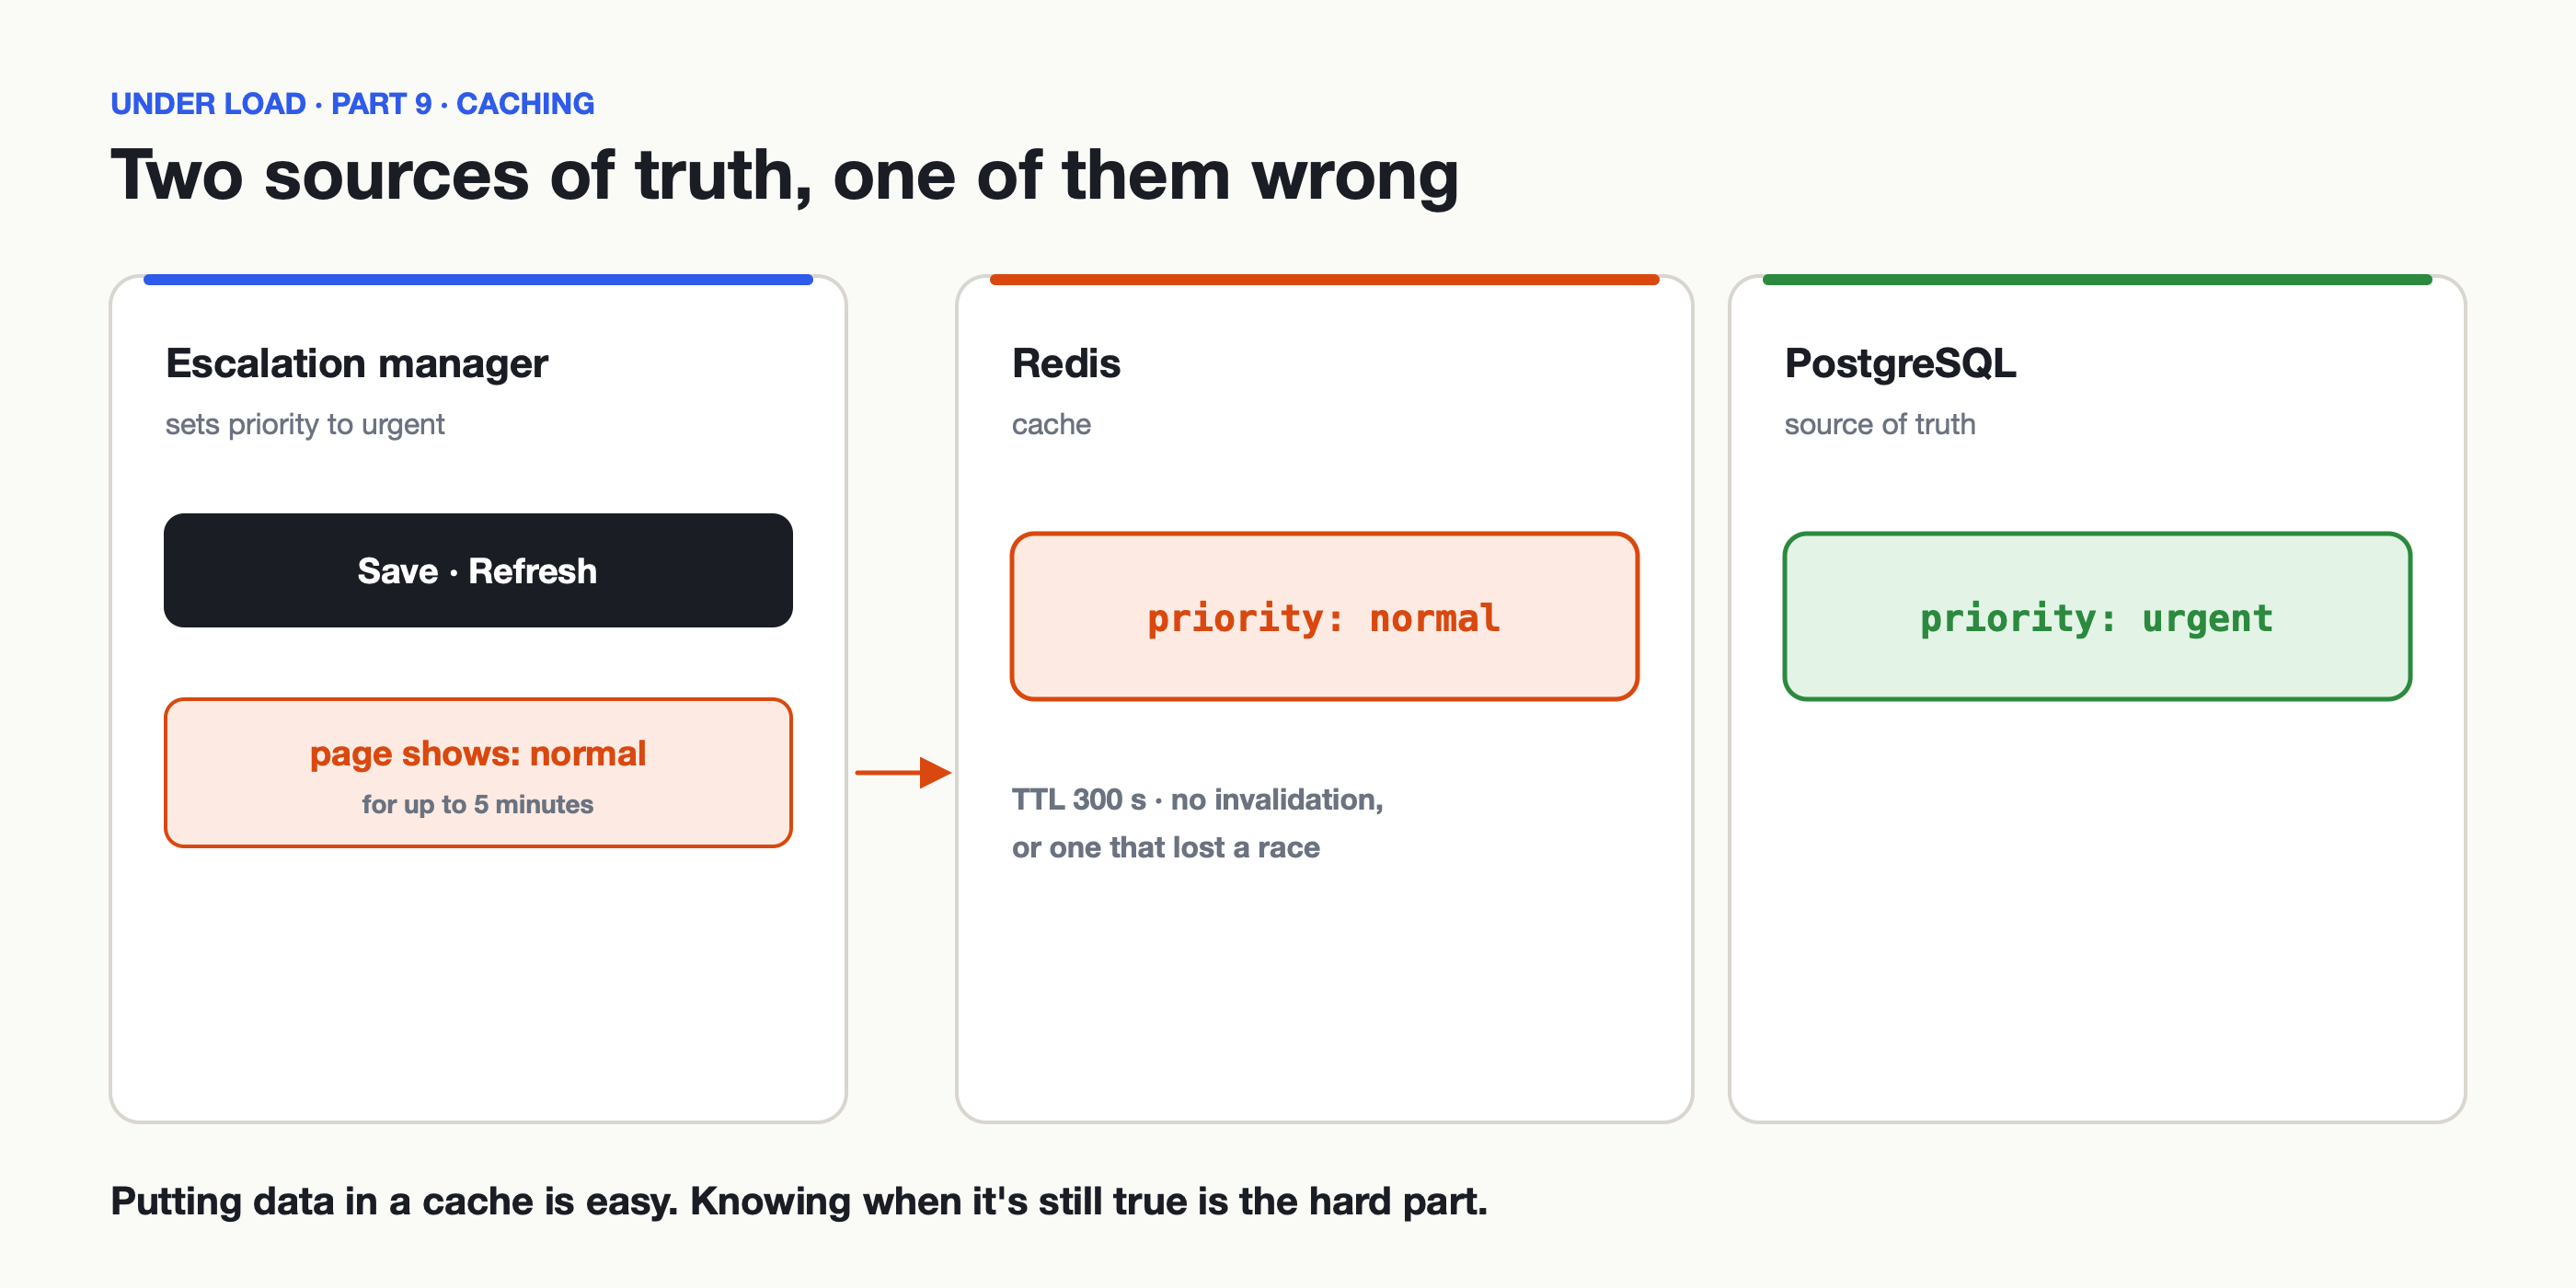 UNDER LOAD · PART 9 · CACHING
Two sources of truth, one of them wrong
Escalation manager
sets priority to urgent
Save · Refresh
page shows: normal
for up to 5 minutes
Redis
cache
priority: normal
TTL 300 s · no invalidation,
or one that lost a race
PostgreSQL
source of truth
priority: urgent
Putting data in a cache is easy. Knowing when it's still true is the hard part.